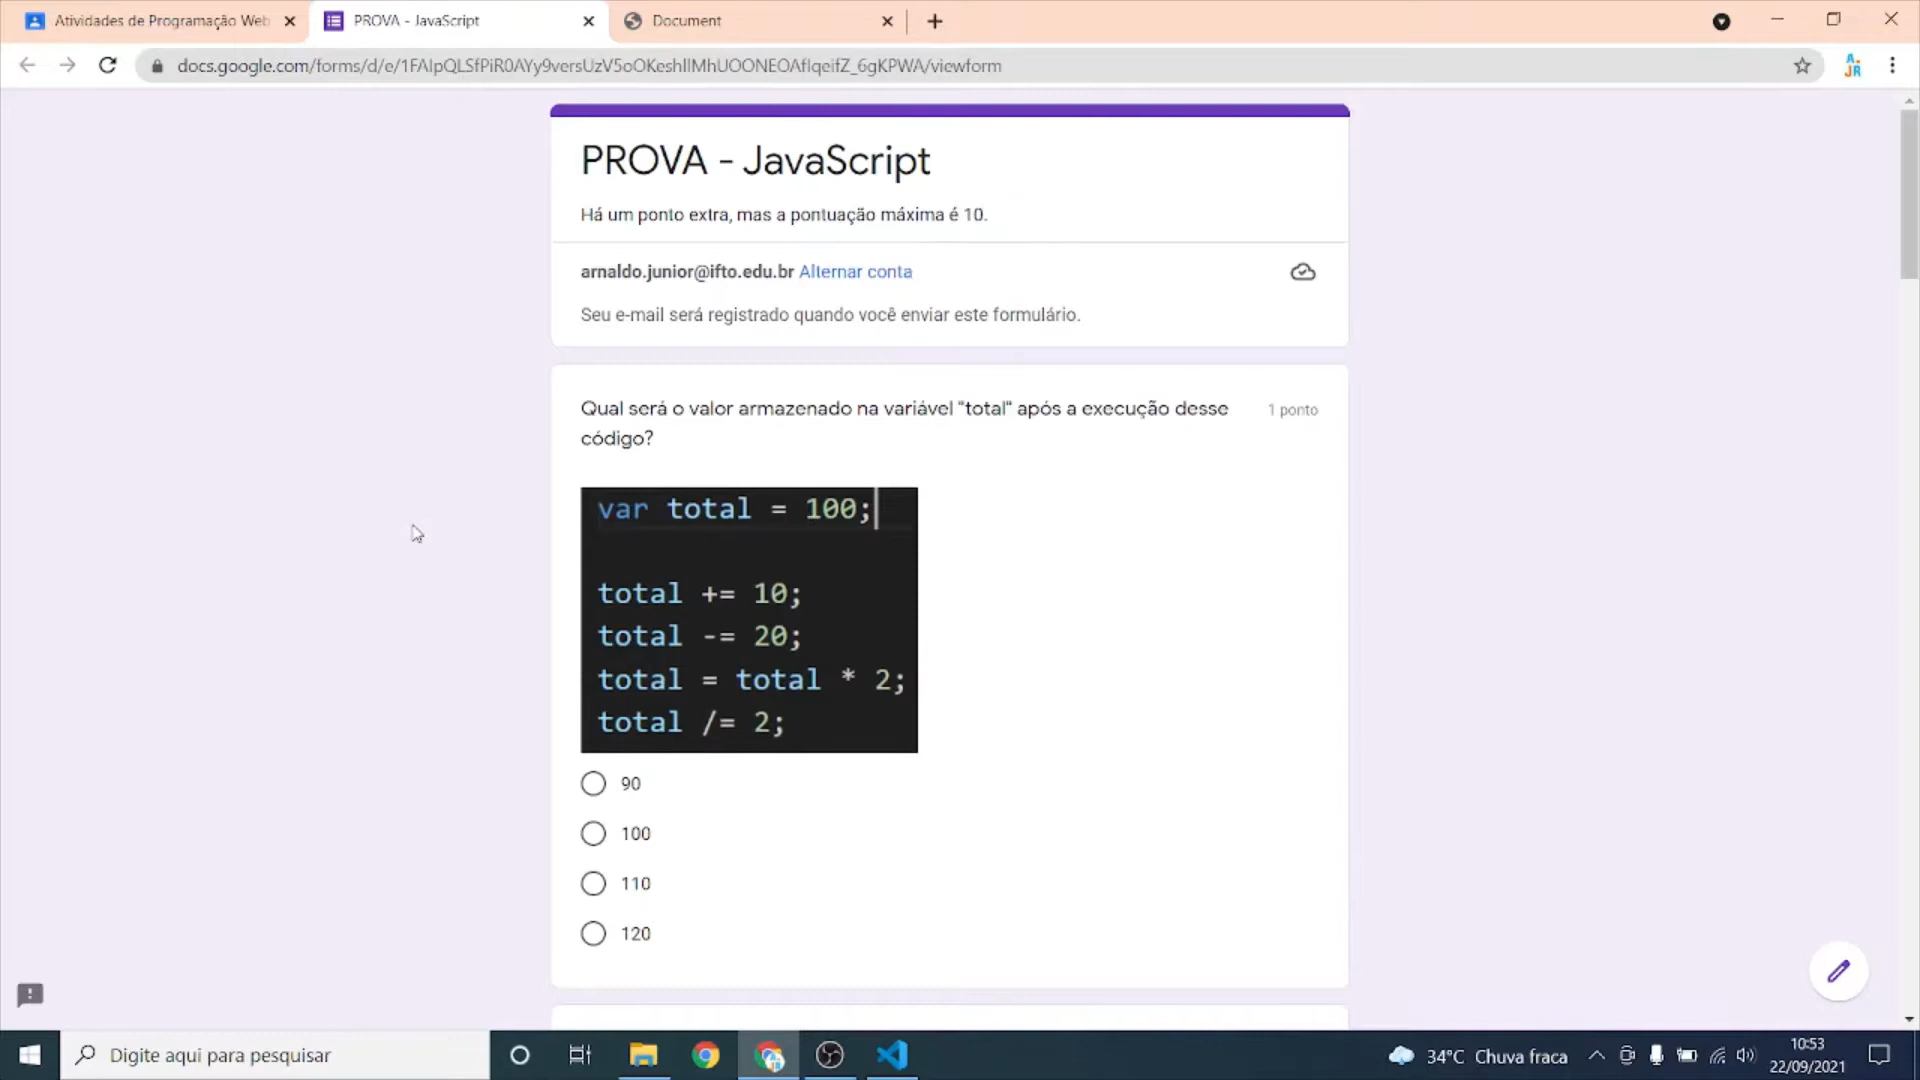 Atividades de Programação Web
PROVA - JavaScript
Document
docs.google.com/forms/d/e/1FAIpQLSfPiR0AYy9versUzV5oOKeshlIMhUOONEOAfIqeifZ_6gKPWA/viewform
PROVA - JavaScript
Há um ponto extra, mas a pontuação máxima é 10.
arnaldo.junior@ifto.edu.br Alternar conta
Seu e-mail será registrado quando você enviar este formulário.
Qual será o valor armazenado na variável "total" após a execução desse
código?
1 ponto
var total = 100;
total += 10;
total -= 20;
total = total * 2;
total /= 2;
90
100
110
120
Digite aqui para pesquisar
34°C Chuva fraca
10:53
22/09/2021